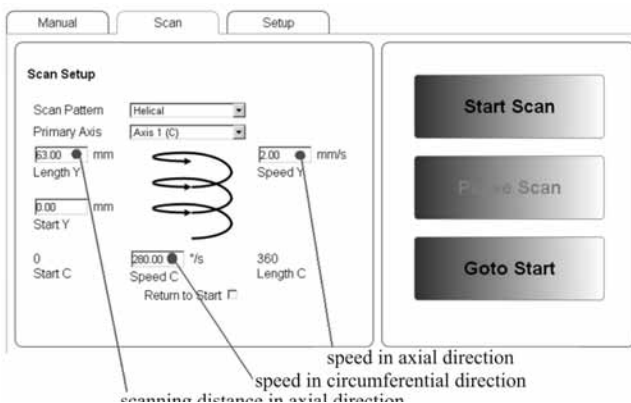 Manual Scan Setup
Scan Setup
Scan Pattern Helical
Primary Axis Axis 1 (C)
63.00 mm 2.00 mm/s
Length Y Speed Y
0.00 mm
Start Y
0 280.00 °/s 360
Start C Speed C Length C
Return to Start
Start Scan
Pause Scan
Goto Start
speed in axial direction
speed in circumferential direction
scanning distance in axial direction